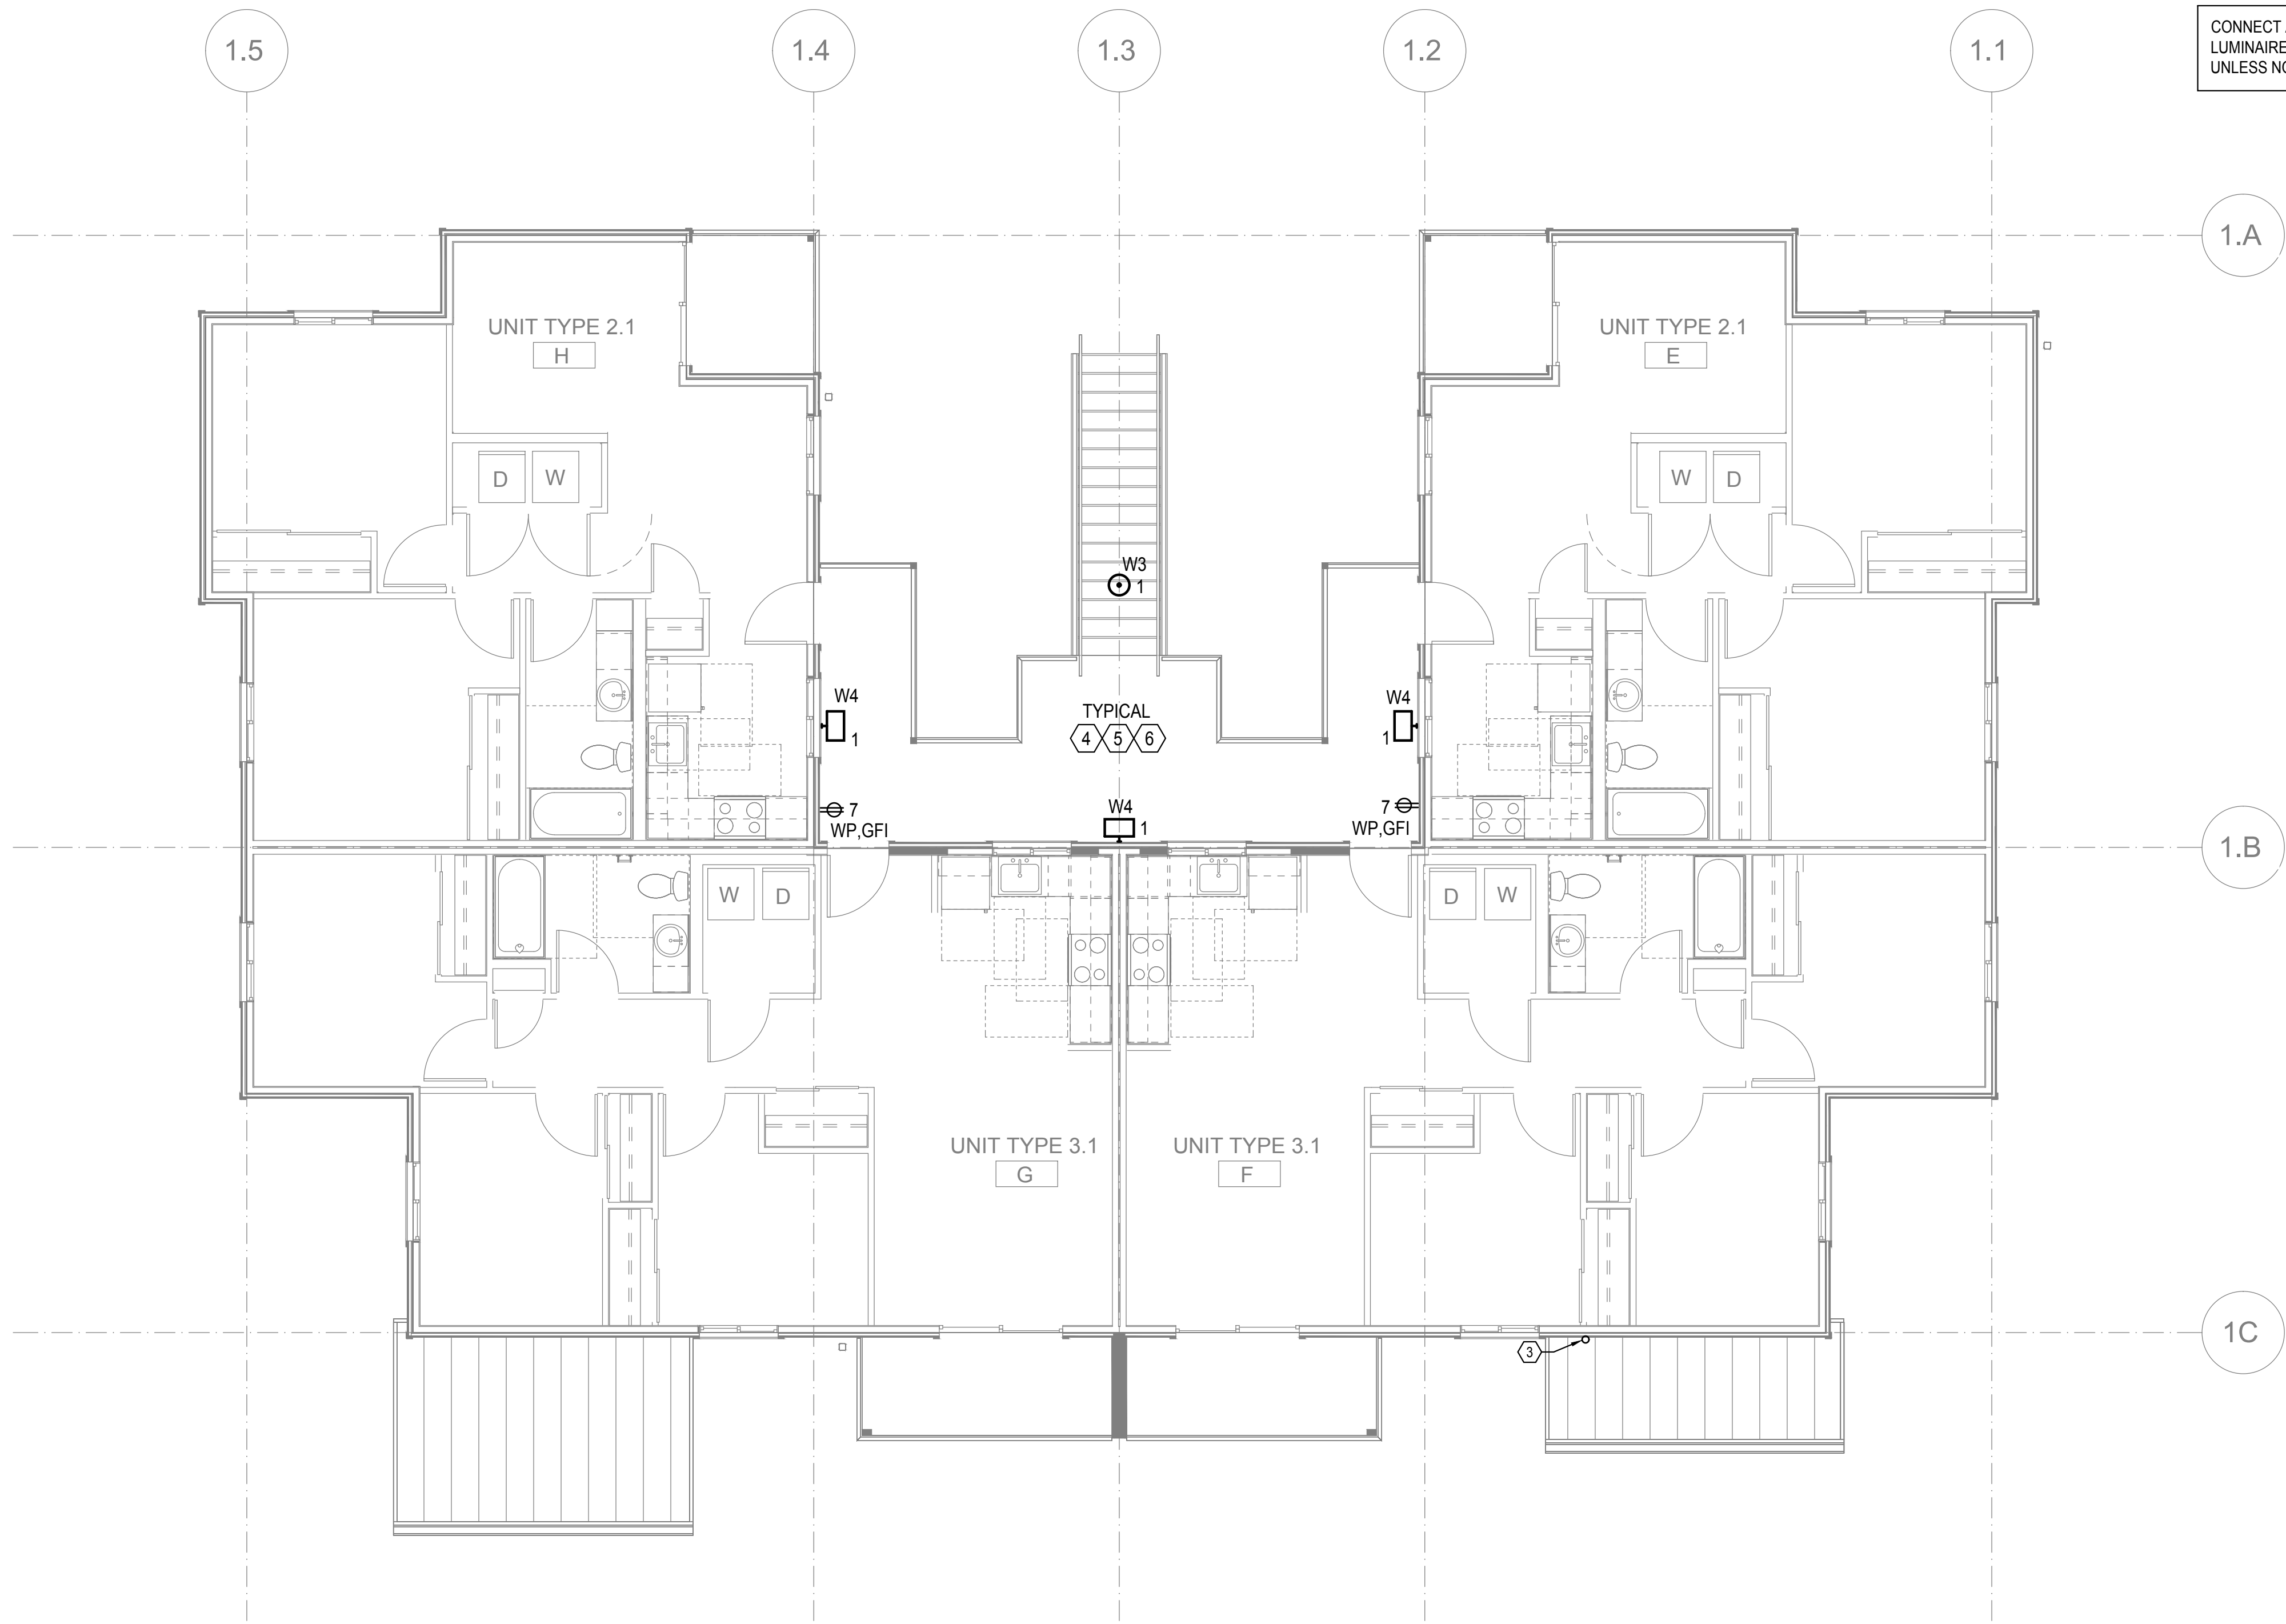 1.5
1.4
1.3
1.2
1.1
CONNECT
LUMINAIRE
UNLESS
1.A
UNIT TYPE 2.1
H
UNIT TYPE 2.1
E
D
W
W
D
W3
1
W4
1
W4
1
TYPICAL
4 5 6
7
WP,GFI
W4
1
7
WP,GFI
1.B
W
D
D
W
UNIT TYPE 3.1
G
UNIT TYPE 3.1
F
3
1C